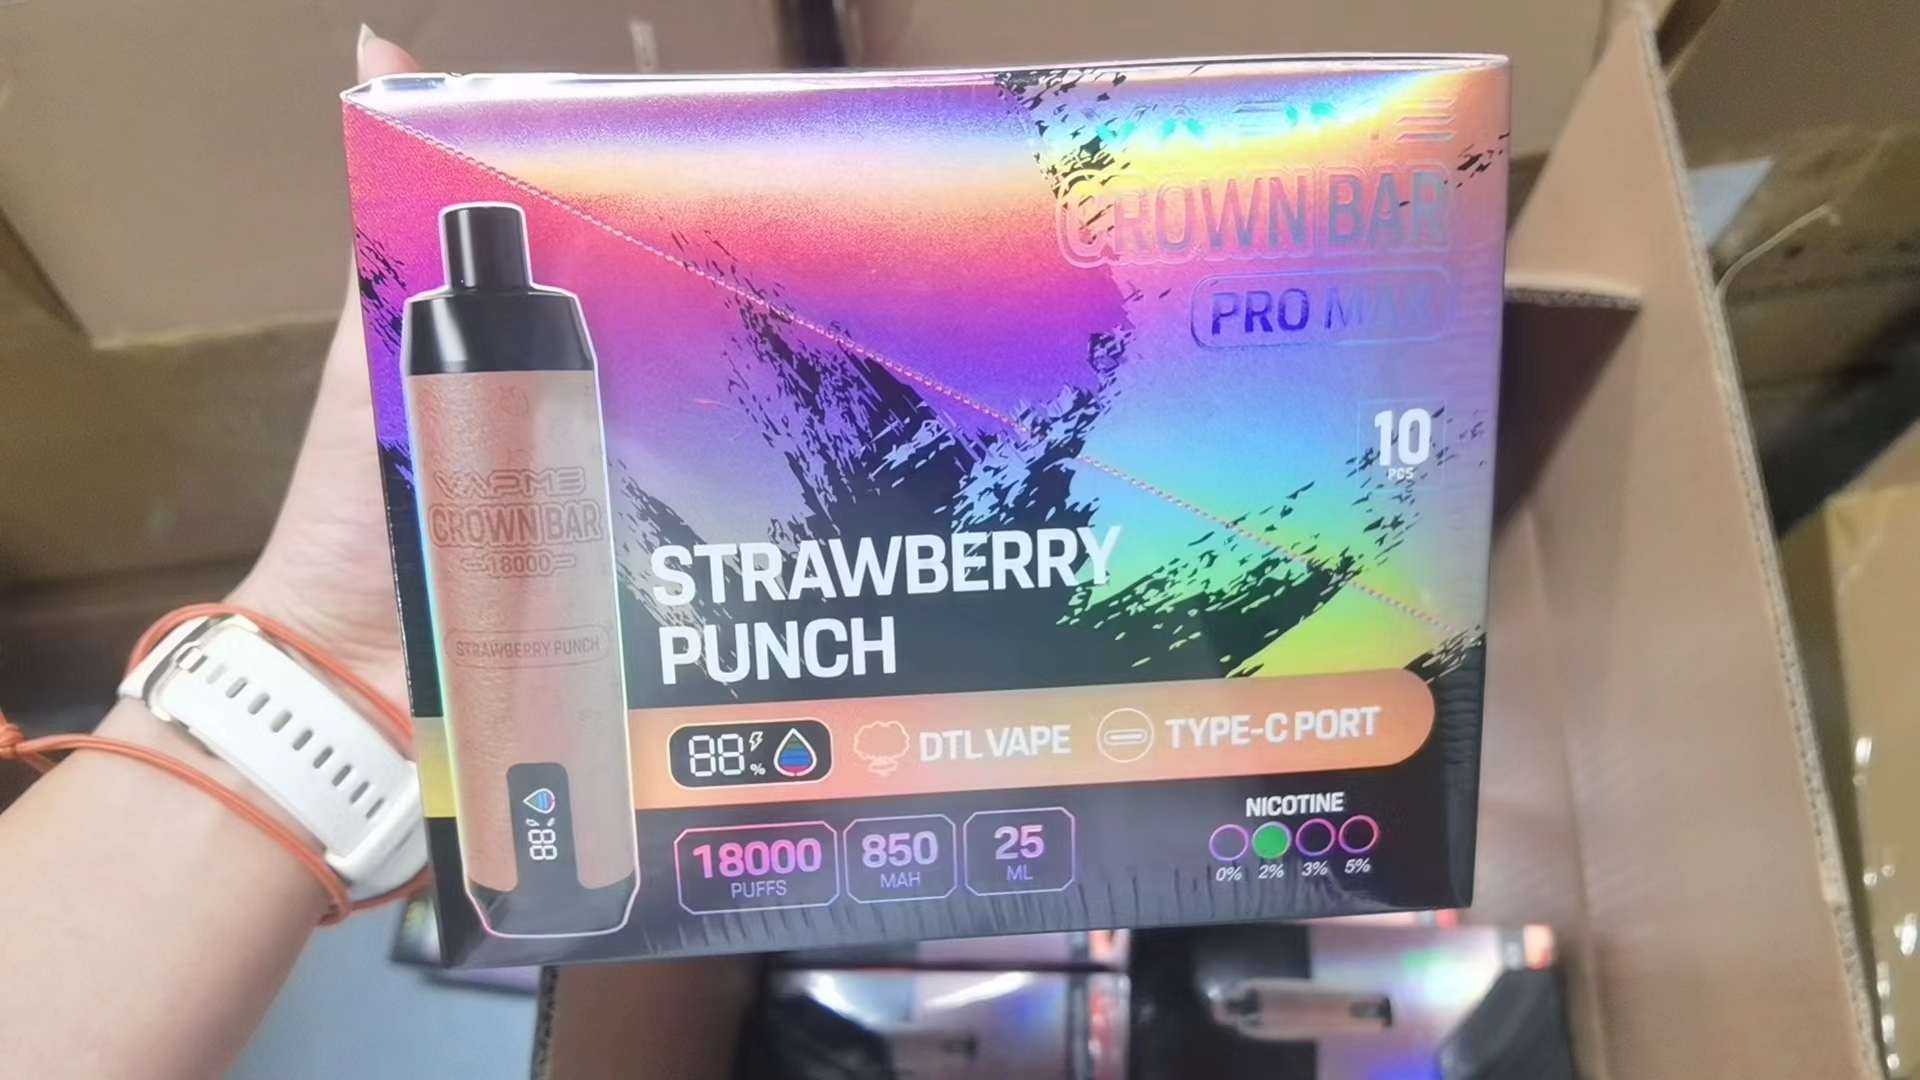 CROWN BAR
PRO MAX
10
PCS
VAPME
CROWN BAR
18000
STRAWBERRY PUNCH
88%
STRAWBERRY
PUNCH
88%
DTL VAPE
TYPE-C PORT
18000
PUFFS
850
MAH
25
ML
NICOTINE
0% 2% 3% 5%